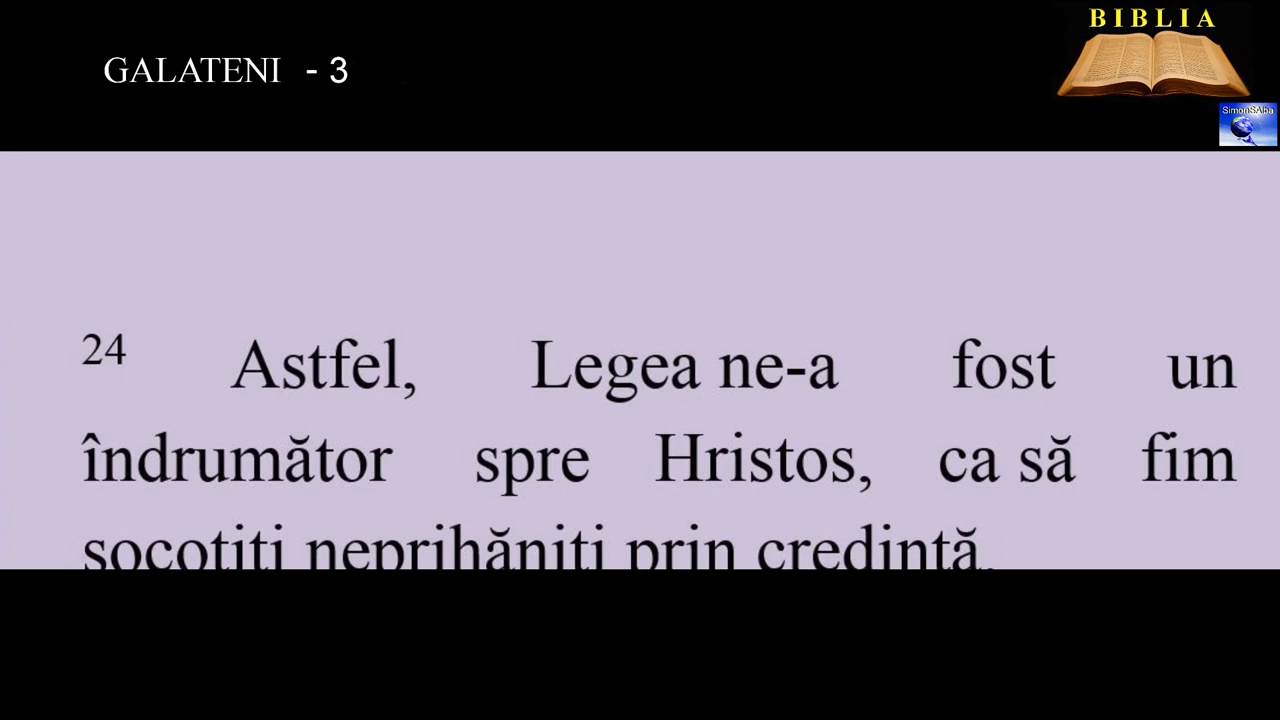 BIBLIA
GALATENI - 3
SimonSAlba
24 Astfel, Legea ne-a fost un
îndrumător spre Hristos, ca să fim
socotiți neprihăniți prin credință.